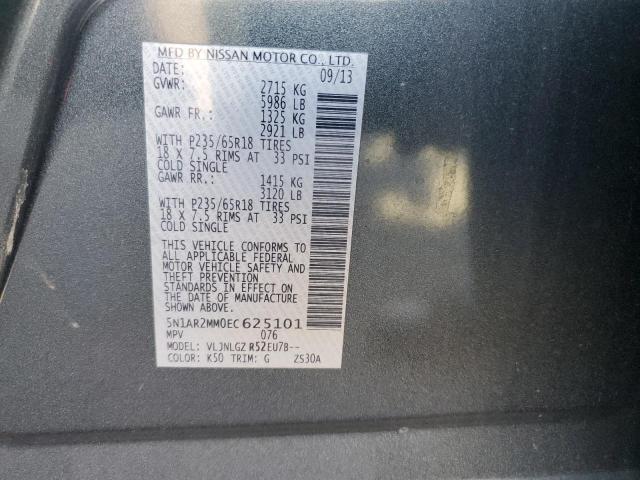 MFD BY NISSAN MOTOR CO., LTD.
DATE: 09/13
GVWR: 2715 KG
5986 LB
GAWR FR.: 1325 KG
2921 LB
WITH P235/65R18 TIRES
18 X 7.5 RIMS AT 33 PSI
COLD SINGLE
GAWR RR.: 1415 KG
3120 LB
WITH P235/65R18 TIRES
18 X 7.5 RIMS AT 33 PSI
COLD SINGLE
THIS VEHICLE CONFORMS TO
ALL APPLICABLE FEDERAL
MOTOR VEHICLE SAFETY AND
THEFT PREVENTION
STANDARDS IN EFFECT ON
THE DATE OF MANUFACTURE
SHOWN ABOVE.
5N1AR2MM0EC625101
MPV 076
MODEL: VLJNLGZ R52EU7B--
COLOR: K50 TRIM: G ZS30A